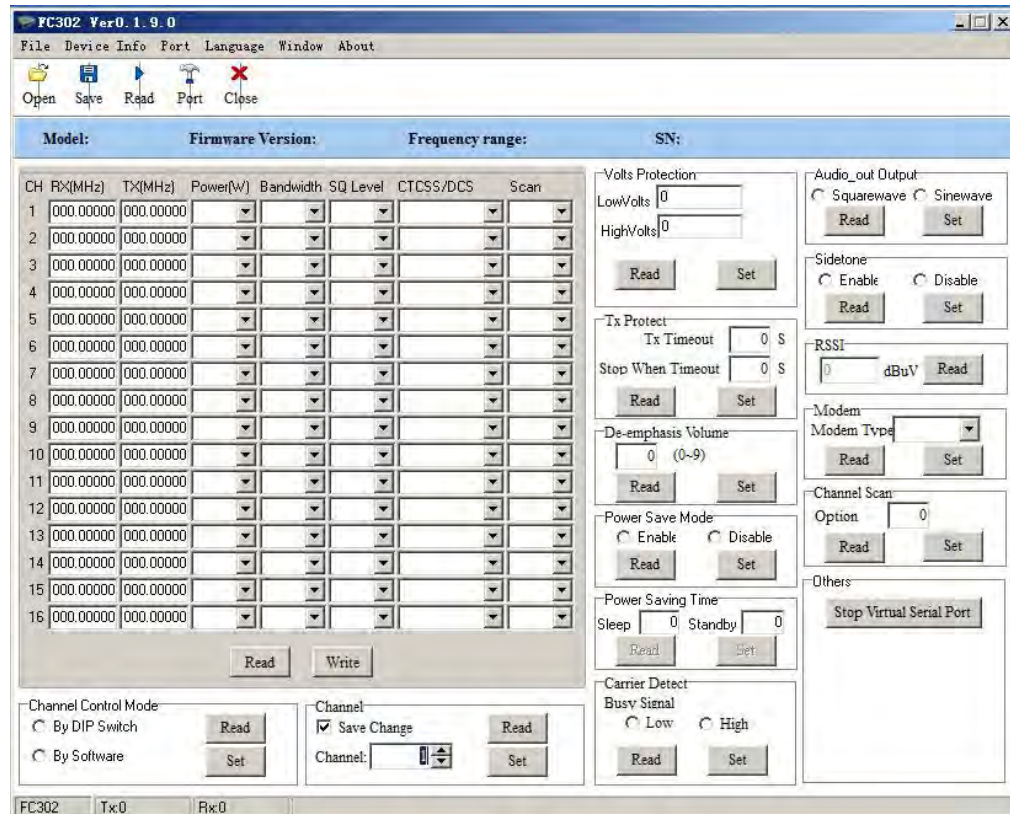 FC302 Ver0.1.9.0
File Device Info Port Language Window About
Open Save Read Port Close
Model: Firmware Version: Frequency range: SN:
CH RX(MHz) TX(MHz) Power(W) Bandwidth SQ Level CTCSS/DCS Scan
1 000.00000 000.00000
2 000.00000 000.00000
3 000.00000 000.00000
4 000.00000 000.00000
5 000.00000 000.00000
6 000.00000 000.00000
7 000.00000 000.00000
8 000.00000 000.00000
9 000.00000 000.00000
10 000.00000 000.00000
11 000.00000 000.00000
12 000.00000 000.00000
13 000.00000 000.00000
14 000.00000 000.00000
15 000.00000 000.00000
16 000.00000 000.00000
Read Write
Channel Control Mode
By DIP Switch Read
By Software Set
Channel
Save Change Read
Channel: 1 Set
Volts Protection
LowVolts 0
HighVolts 0
Read Set
Tx Protect
Tx Timeout 0 S
Stop When Timeout 0 S
Read Set
De-emphasis Volume
0 (0~9)
Read Set
Power Save Mode
Enable Disable
Read Set
Power Saving Time
Sleep 0 Standby 0
Read Set
Carrier Detect
Busy Signal
Low High
Read Set
Audio_out Output
Squarewave Sinewave
Read Set
Sidetone
Enable Disable
Read Set
RSSI
0 dBuV Read
Modem
Modem Type
Read Set
Channel Scan
Option 0
Read Set
Others
Stop Virtual Serial Port
FC302 Tx:0 Rx:0